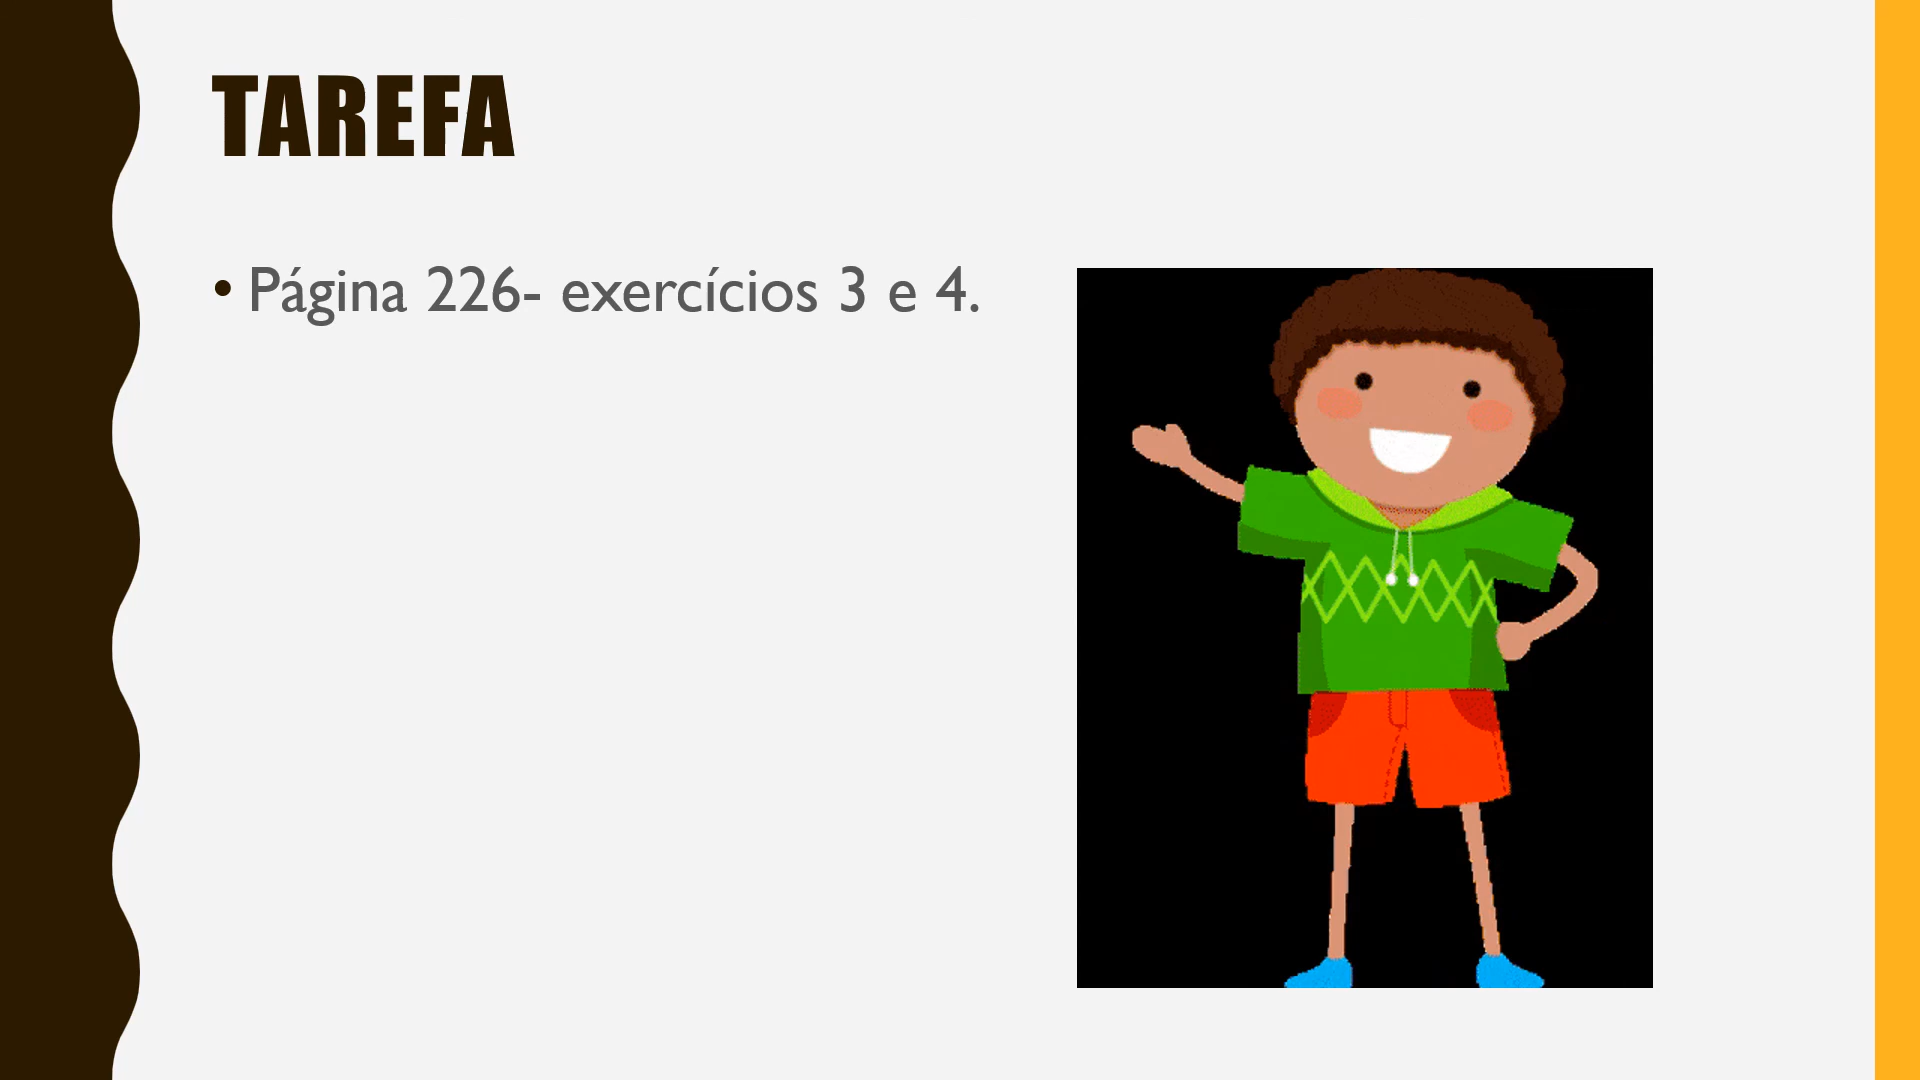 TAREFA
• Página 226- exercícios 3 e 4.